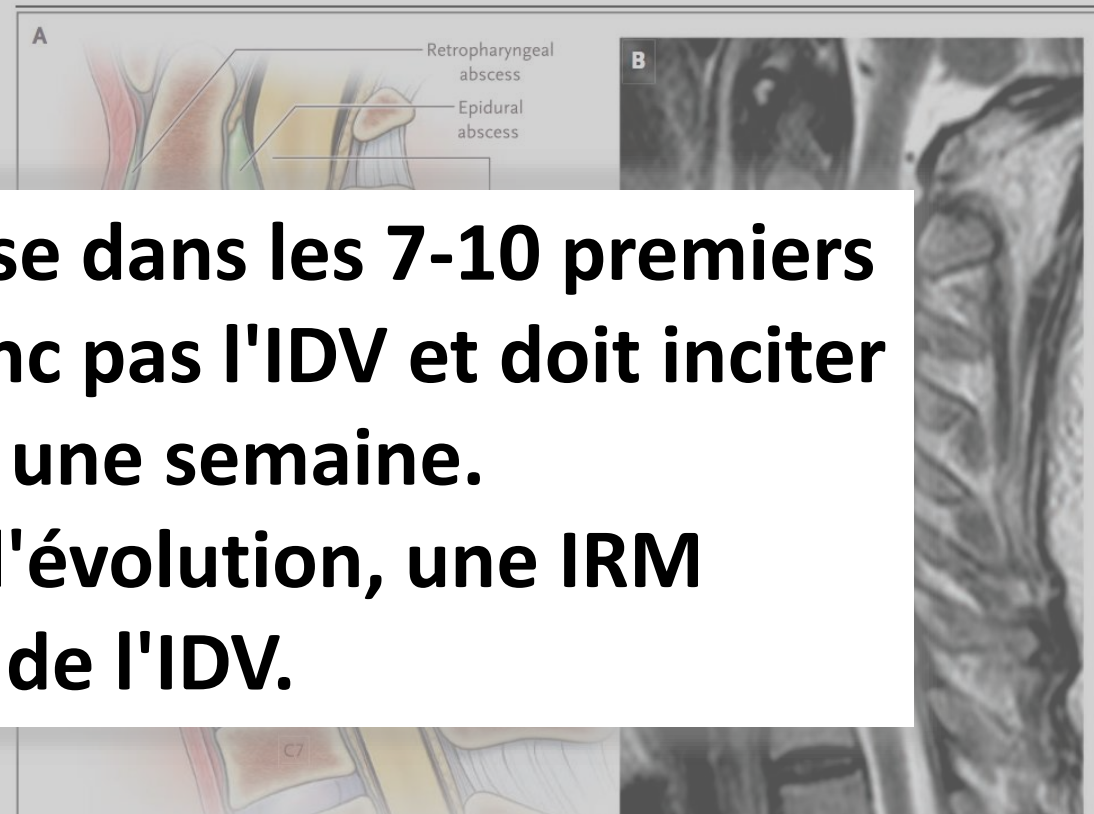 A
Retropharyngeal
abscess
Epidural
abscess
B
se dans les 7-10 premiers
nc pas l'IDV et doit inciter
une semaine.
l'évolution, une IRM
de l'IDV.
C7